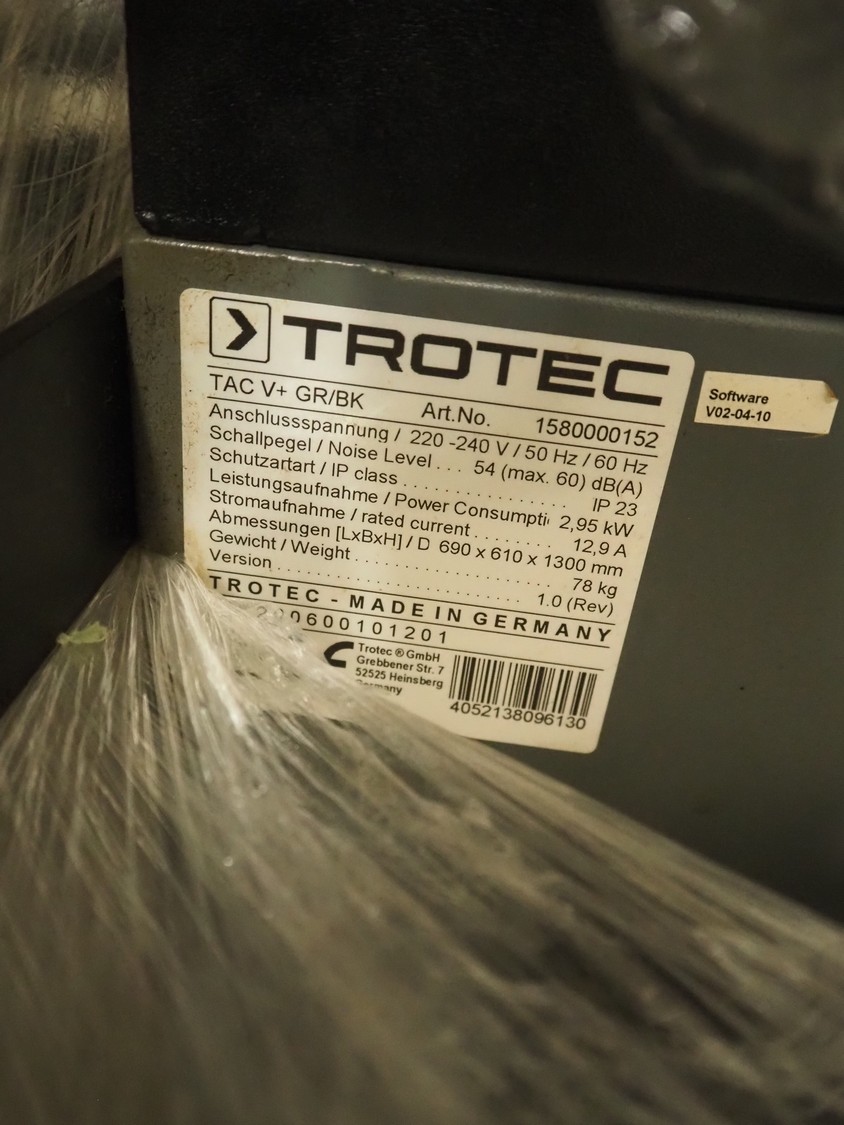 TROTEC
TAC V+ GR/BK Art.No. 1580000152
Anschlussspannung / 220 -240 V / 50 Hz / 60 Hz
Schallpegel / Noise Level . . . 54 (max. 60) dB(A)
Schutzartart / IP class . . . . . . . . . . . . . . . IP 23
Leistungsaufnahme / Power Consumpti 2,95 kW
Stromaufnahme / rated current . . . . . . . . . 12,9 A
Abmessungen [LxBxH] / D 690 x 610 x 1300 mm
Gewicht / Weight . . . . . . . . . . . . . . . . . . . 78 kg
Version . . . . . . . . . . . . . . . . . . . . . . . 1.0 (Rev)
TROTEC - MADE IN GERMANY
0600101201
Trotec ® GmbH
Grebbener Str. 7
52525 Heinsberg
Germany
4052138096130
Software
V02-04-10